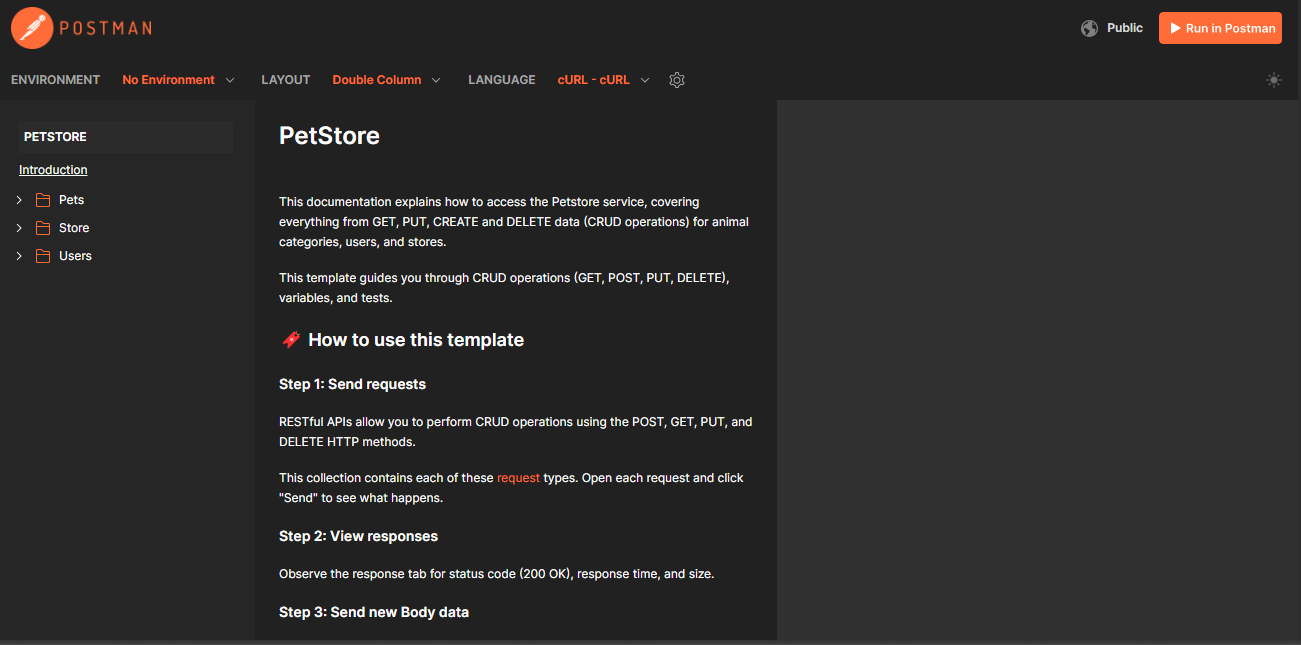 POSTMAN
Public
Run in Postman
ENVIRONMENT No Environment LAYOUT Double Column LANGUAGE cURL - cURL
PETSTORE
Introduction
Pets
Store
Users
PetStore
This documentation explains how to access the Petstore service, covering
everything from GET, PUT, CREATE and DELETE data (CRUD operations) for animal
categories, users, and stores.
This template guides you through CRUD operations (GET, POST, PUT, DELETE),
variables, and tests.
How to use this template
Step 1: Send requests
RESTful APIs allow you to perform CRUD operations using the POST, GET, PUT, and
DELETE HTTP methods.
This collection contains each of these request types. Open each request and click
"Send" to see what happens.
Step 2: View responses
Observe the response tab for status code (200 OK), response time, and size.
Step 3: Send new Body data